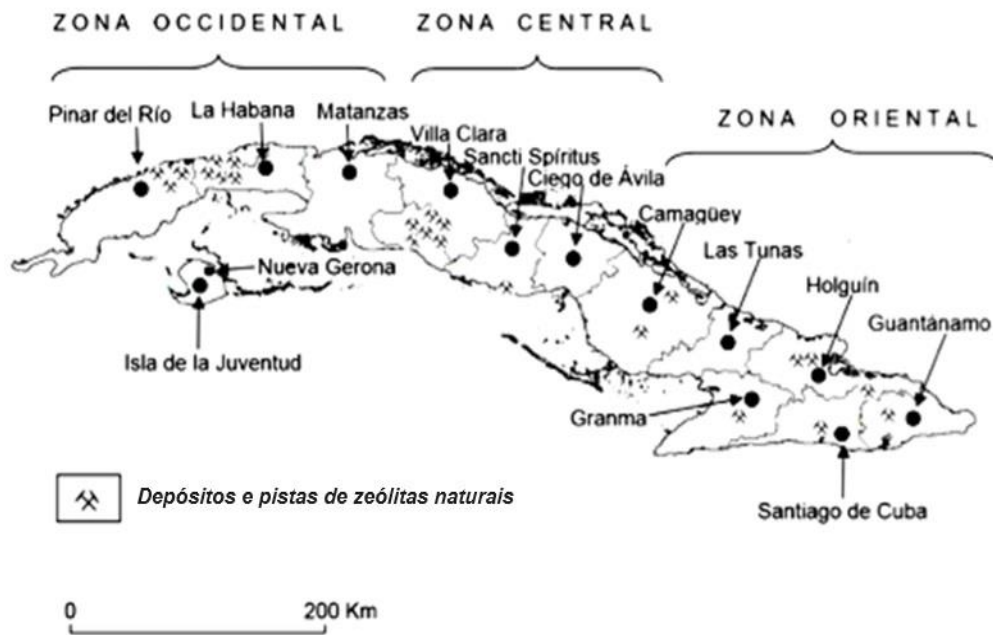 ZONA OCCIDENTAL
ZONA CENTRAL
ZONA ORIENTAL
Pinar del Río
La Habana
Matanzas
Villa Clara
Sancti Spíritus
Ciego de Ávila
Camagüey
Las Tunas
Holguín
Guantánamo
Nueva Gerona
Isla de la Juventud
Granma
Santiago de Cuba
Depósitos e pistas de zeólitas naturais
0 200 Km